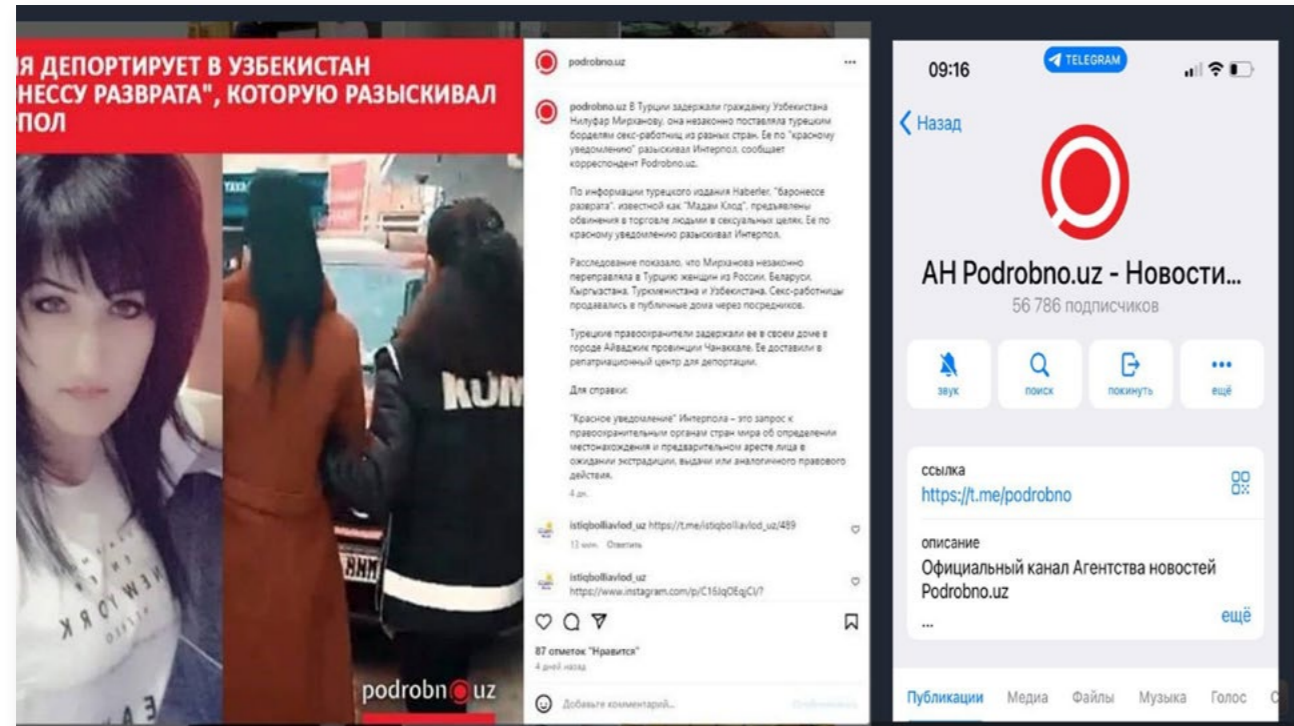 Я ДЕПОРТИРУЕТ В УЗБЕКИСТАН
НЕССУ РАЗВРАТА", КОТОРУЮ РАЗЫСКИВАЛ
ПОЛ
NEW YORK
KÜM
podrobno uz
podrobno.uz
podrobno.uz В Турции задержали гражданку Узбекистана
Нилуфар Мирханову, она незаконно поставляла турецким
борделям секс-работниц из разных стран. Ее по "красному
уведомлению" разыскивал Интерпол, сообщает
корреспондент Podrobno.uz.
По информации турецкого издания Haberler, "баронессе
разврата", известной как "Мадам Клод", предъявлены
обвинения в торговле людьми в сексуальных целях. Ее по
красному уведомлению разыскивал Интерпол.
Расследование показало, что Мирханова незаконно
переправляла в Турцию женщин из России, Беларуси,
Кыргызстана, Туркменистана и Узбекистана. Секс-работницы
продавались в публичные дома через посредников.
Турецкие правоохранители задержали ее в своем доме в
городе Айваджик провинции Чанаккале. Ее доставили в
репатриационный центр для депортации.
Для справки:
"Красное уведомление" Интерпола – это запрос к
правоохранительным органам стран мира об определении
местонахождения и предварительном аресте лица в
ожидании экстрадиции, выдачи или аналогичного правового
действия.
4 дн.
istiqbolliavlod_uz https://t.me/istiqbolliavlod_uz/489
13 мин. Ответить
istiqbolliavlod_uz
87 отметок "Нравится"
4 дней назад
Добавьте комментарий...
09:16
TELEGRAM
Назад
АН Podrobno.uz - Новости...
56 786 подписчиков
звук
поиск
покинуть
ещё
ссылка
https://t.me/podrobno
описание
Официальный канал Агентства новостей
Podrobno.uz
...
ещё
Публикации Медиа Файлы Музыка Голос